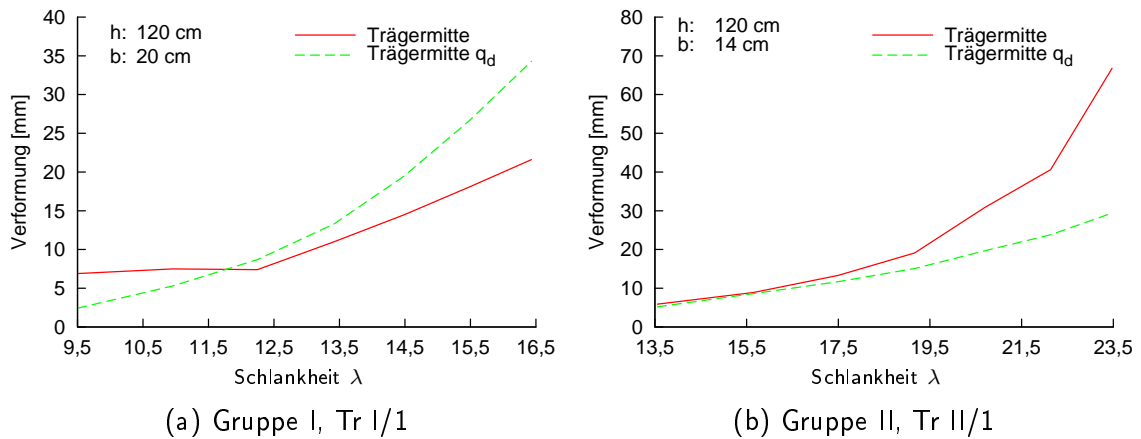 h: 120 cm
b: 20 cm
Trägermitte
Trägermitte q_d
Verformung [mm]
40
35
30
25
20
15
10
5
0
9,5 10,5 11,5 12,5 13,5 14,5 15,5 16,5
Schlankheit λ
(a) Gruppe I, Tr I/1
h: 120 cm
b: 14 cm
Trägermitte
Trägermitte q_d
Verformung [mm]
80
70
60
50
40
30
20
10
0
13,5 15,5 17,5 19,5 21,5 23,5
Schlankheit λ
(b) Gruppe II, Tr II/1